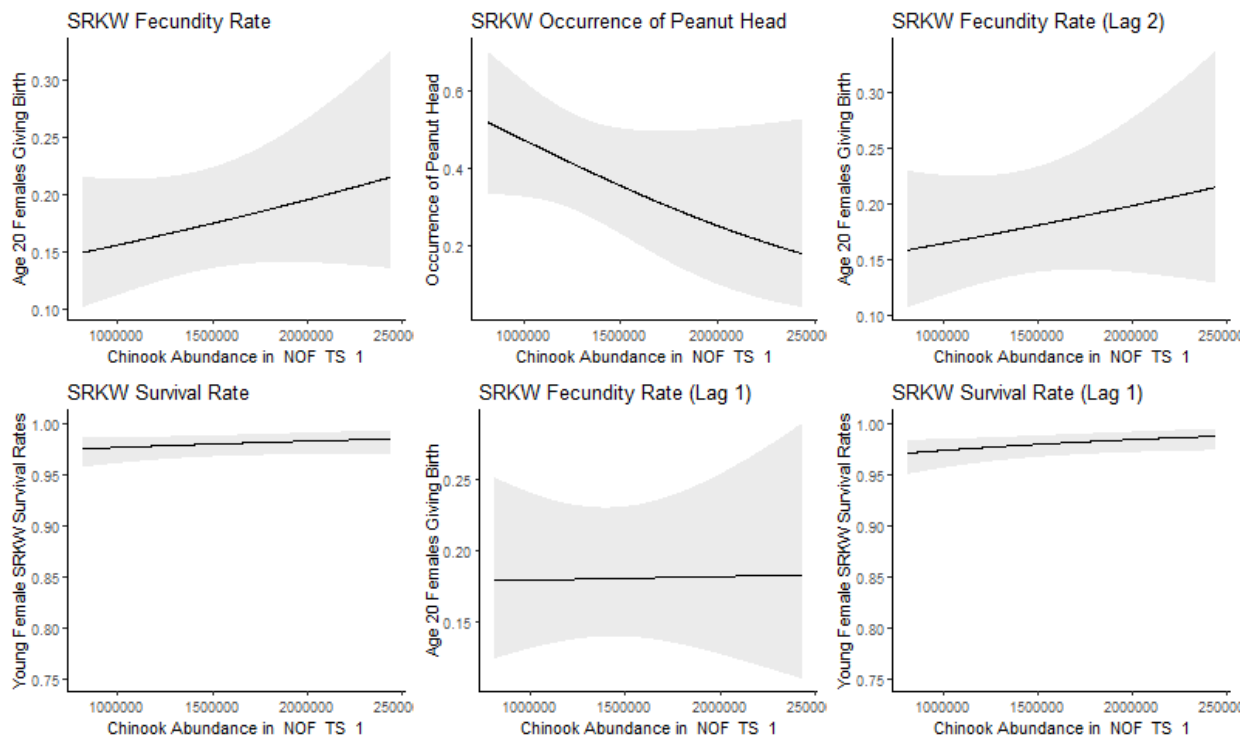 SRKW Fecundity Rate
Age 20 Females Giving Birth
0.30
0.25
0.20
0.15
0.10
1000000 1500000 2000000 25000
Chinook Abundance in NOF TS 1
SRKW Occurrence of Peanut Head
Occurrence of Peanut Head
0.6
0.4
0.2
1000000 1500000 2000000 25000
Chinook Abundance in NOF TS 1
SRKW Fecundity Rate (Lag 2)
Age 20 Females Giving Birth
0.30
0.25
0.20
0.15
0.10
1000000 1500000 2000000 25000
Chinook Abundance in NOF TS 1
SRKW Survival Rate
Young Female SRKW Survival Rates
1.00
0.95
0.90
0.85
0.80
0.75
1000000 1500000 2000000 25000
Chinook Abundance in NOF TS 1
SRKW Fecundity Rate (Lag 1)
Age 20 Females Giving Birth
0.25
0.20
0.15
1000000 1500000 2000000 25000
Chinook Abundance in NOF TS 1
SRKW Survival Rate (Lag 1)
Young Female SRKW Survival Rates
1.00
0.95
0.90
0.85
0.80
0.75
1000000 1500000 2000000 25000
Chinook Abundance in NOF TS 1